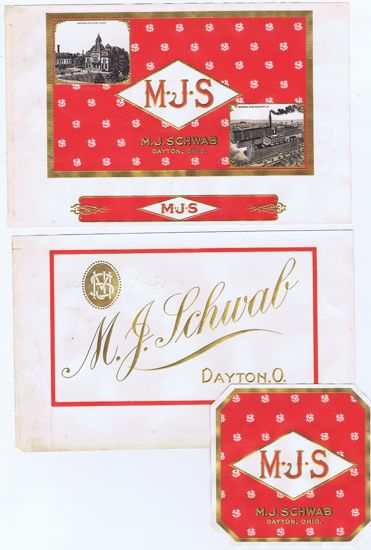 M·J·S
M. J. SCHWAB
DAYTON, OHIO.
M·J·S
M. J. Schwab
DAYTON, O.
M·J·S
M. J. SCHWAB
DAYTON, OHIO.